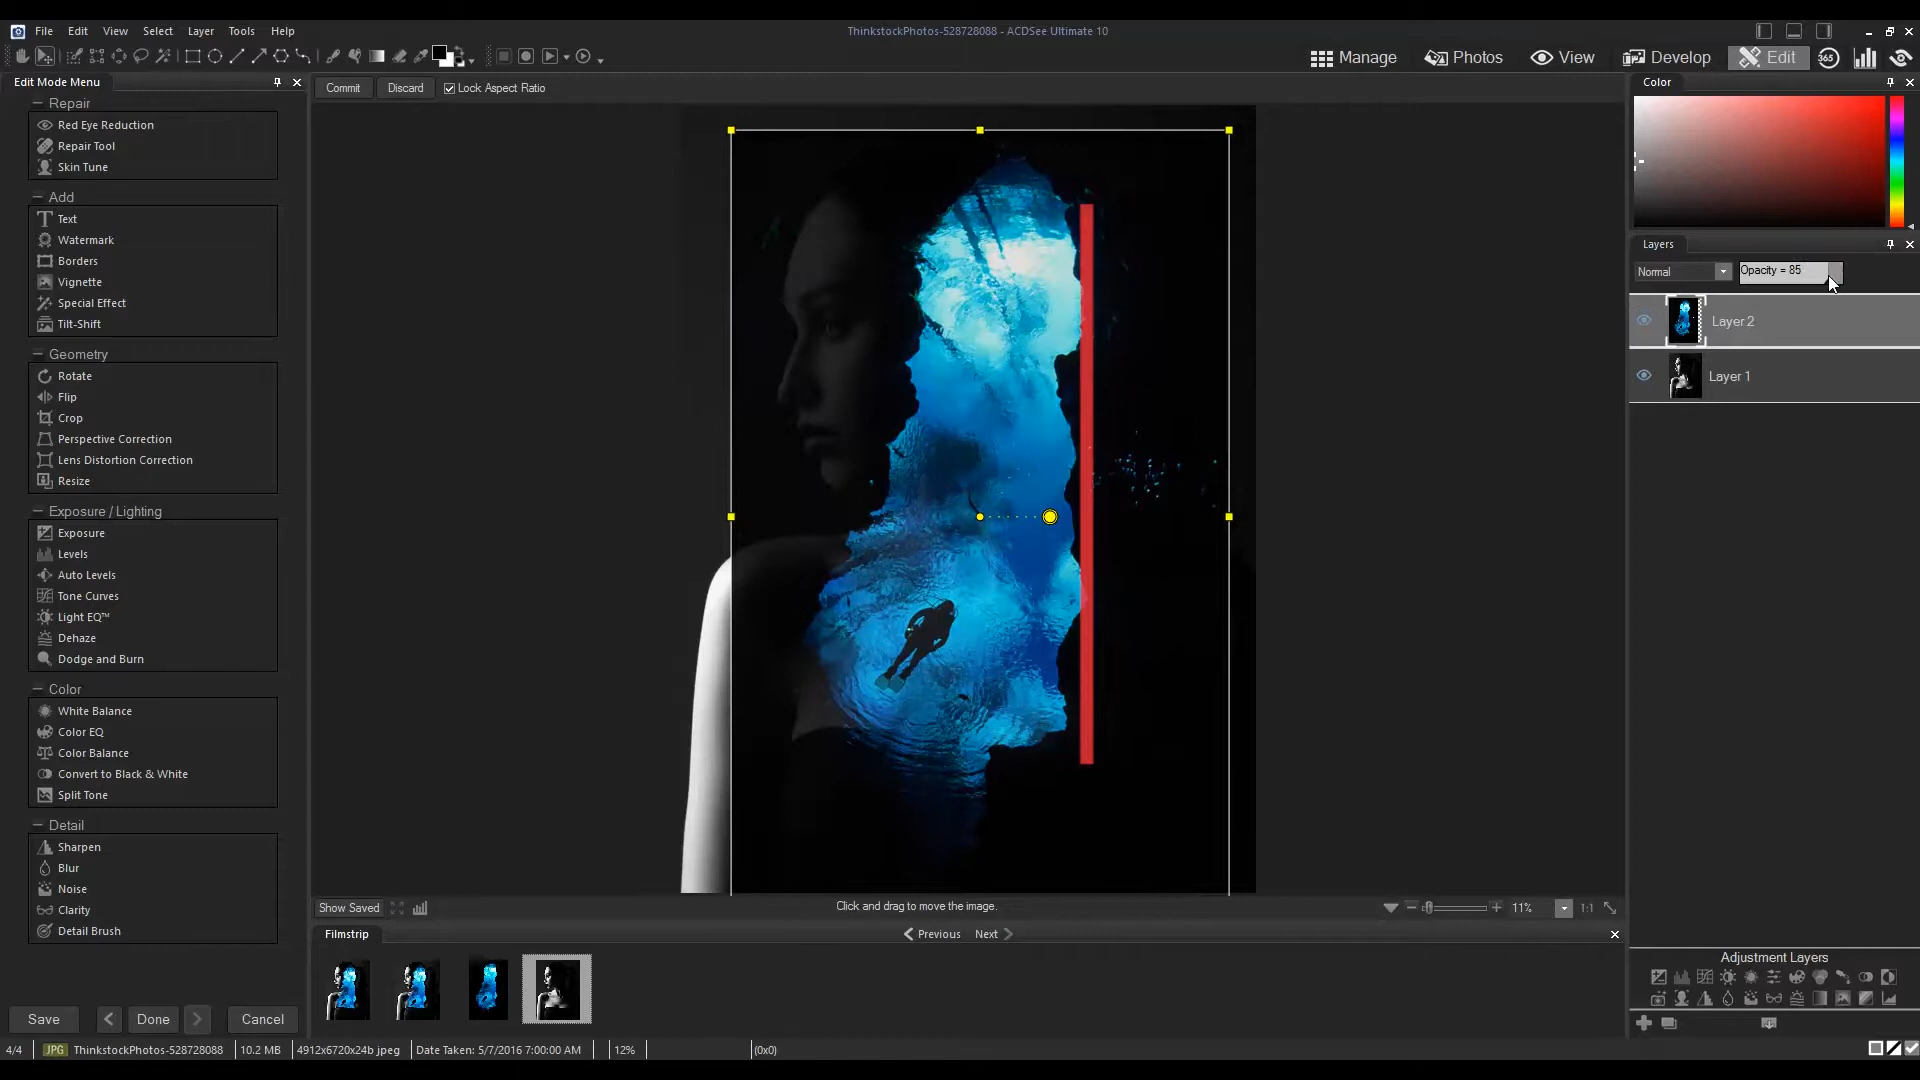 File Edit View Select Layer Tools Help
ThinkstockPhotos-528728088 - ACDSee Ultimate 10
Manage Photos View Develop Edit 365
Edit Mode Menu
Repair
Red Eye Reduction
Repair Tool
Skin Tune
Add
Text
Watermark
Borders
Vignette
Special Effect
Tilt-Shift
Geometry
Rotate
Flip
Crop
Perspective Correction
Lens Distortion Correction
Resize
Exposure / Lighting
Exposure
Levels
Auto Levels
Tone Curves
Light EQ™
Dehaze
Dodge and Burn
Color
White Balance
Color EQ
Color Balance
Convert to Black & White
Split Tone
Detail
Sharpen
Blur
Noise
Clarity
Detail Brush
Save Done Cancel
Commit Discard Lock Aspect Ratio
Show Saved
Click and drag to move the image.
11% 1:1
Filmstrip
Previous Next
Color
Layers
Normal Opacity = 85
Layer 2
Layer 1
Adjustment Layers
4/4 JPG ThinkstockPhotos-528728088 10.2 MB 4912x6720x24b jpeg Date Taken: 5/7/2016 7:00:00 AM 12% (0x0)